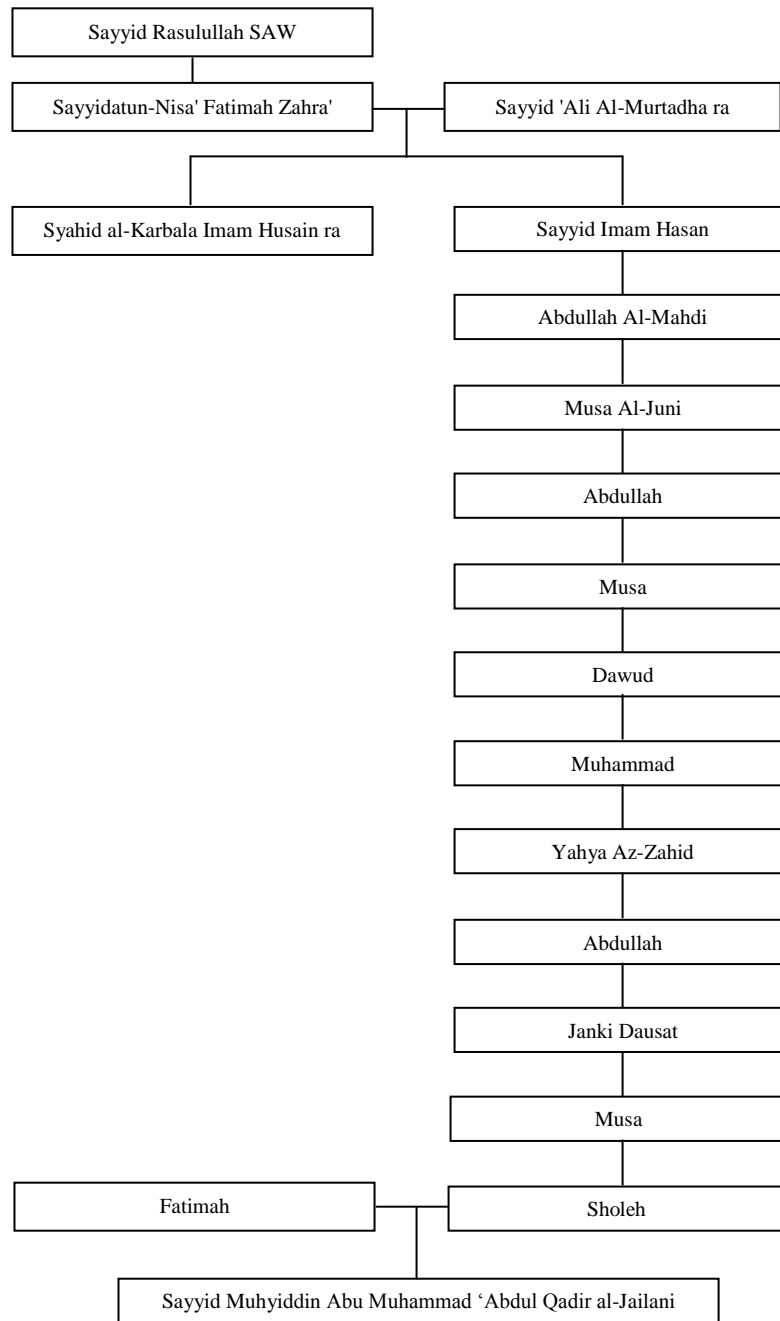 Sayyid Rasulullah SAW
Sayyidatun-Nisa' Fatimah Zahra'
Sayyid 'Ali Al-Murtadha ra
Syahid al-Karbala Imam Husain ra
Sayyid Imam Hasan
Abdullah Al-Mahdi
Musa Al-Juni
Abdullah
Musa
Dawud
Muhammad
Yahya Az-Zahid
Abdullah
Janki Dausat
Musa
Fatimah
Sholeh
Sayyid Muhyiddin Abu Muhammad ‘Abdul Qadir al-Jailani